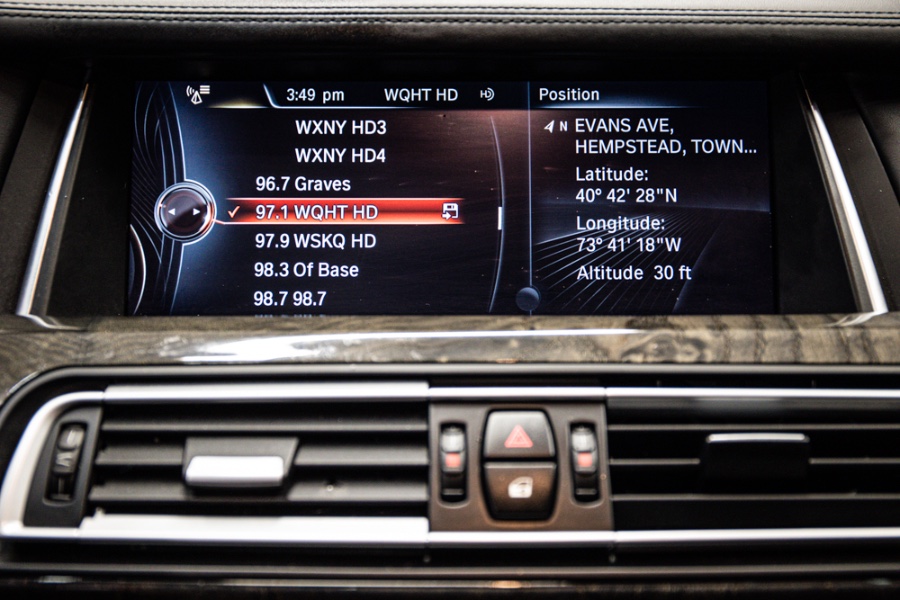 3:49 pm WQHT HD HD Position
WXNY HD3
WXNY HD4
96.7 Graves
97.1 WQHT HD
97.9 WSKQ HD
98.3 Of Base
98.7 98.7
N EVANS AVE,
HEMPSTEAD, TOWN...
Latitude:
40° 42' 28"N
Longitude:
73° 41' 18"W
Altitude 30 ft